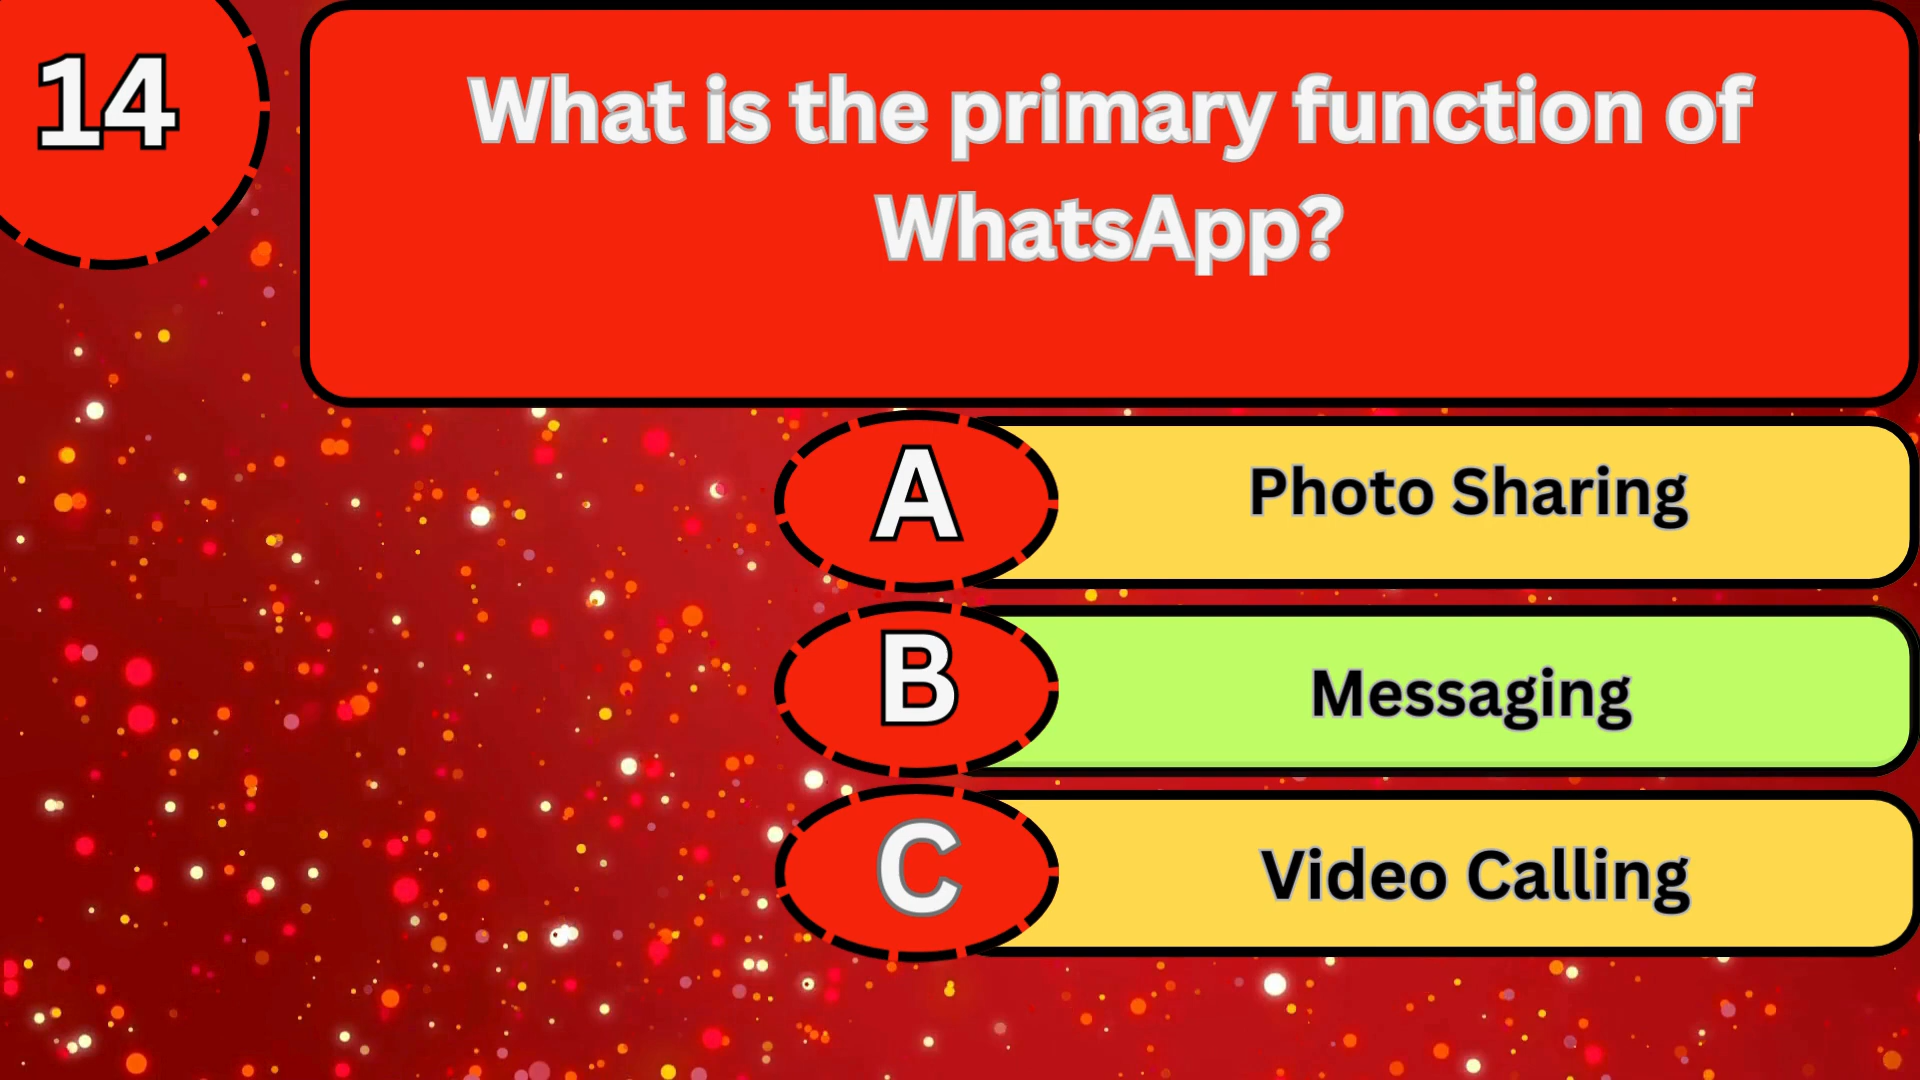 14
What is the primary function of
WhatsApp?
A
Photo Sharing
B
Messaging
C
Video Calling